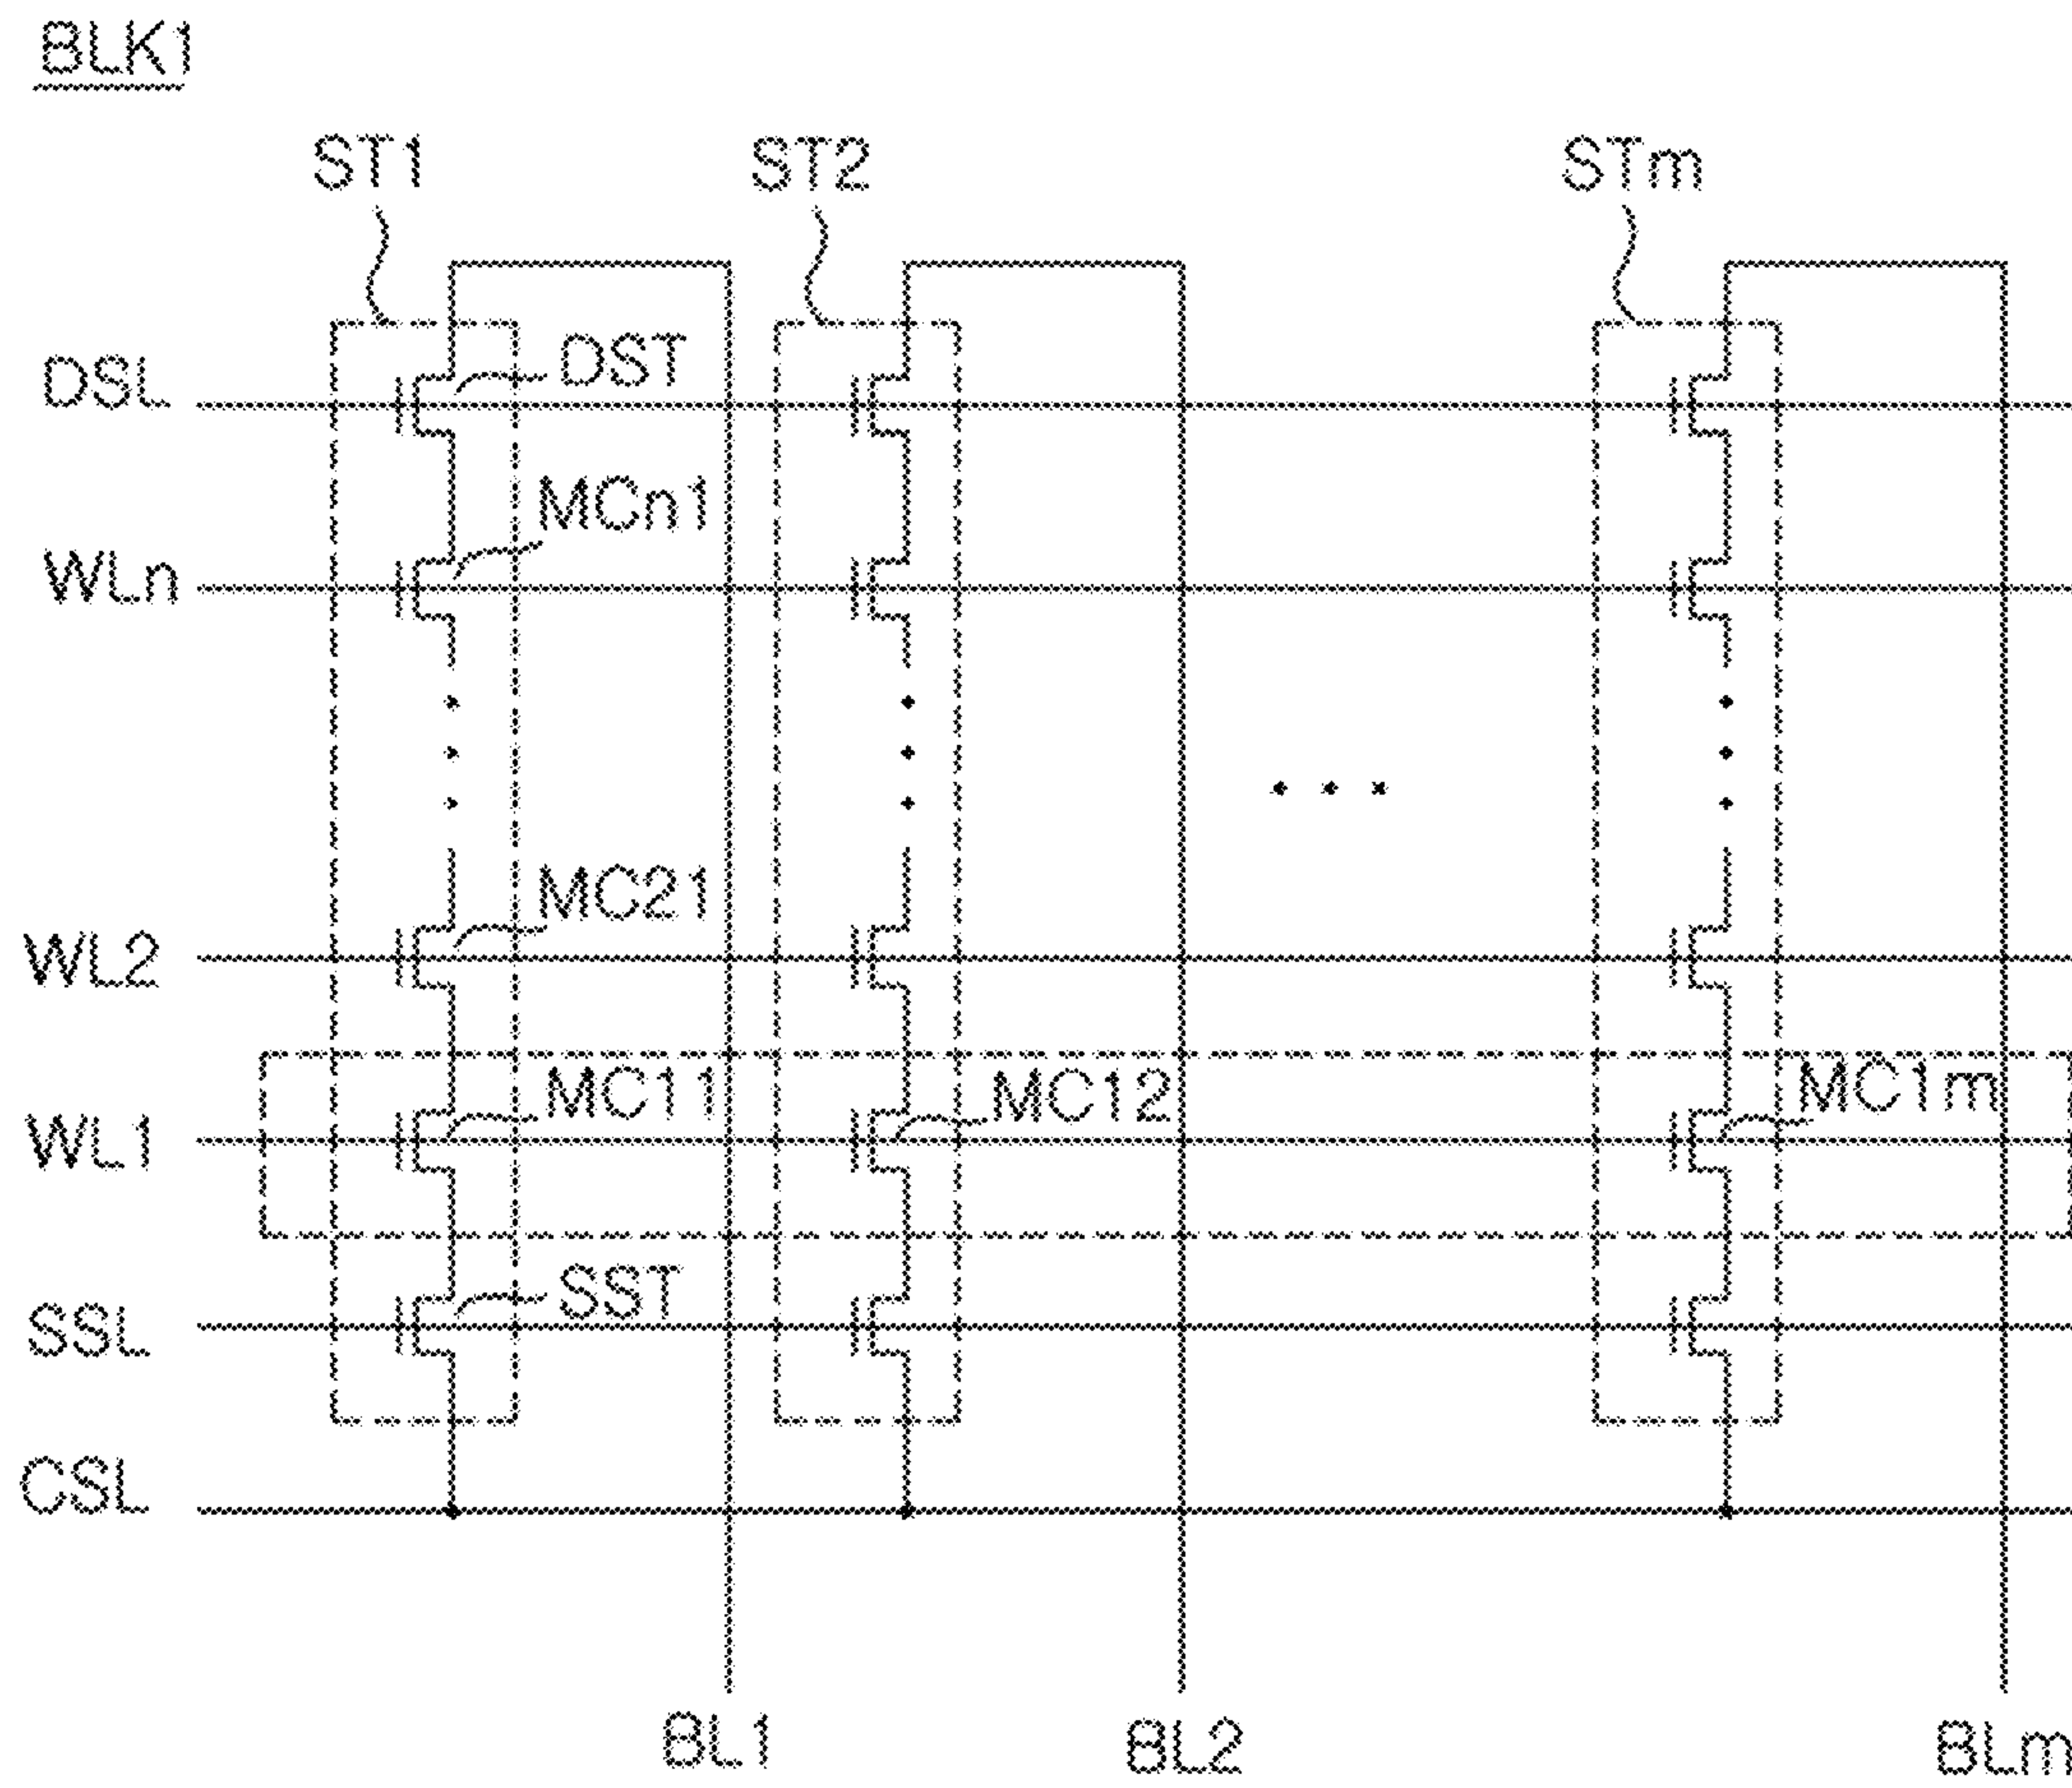 BLK1
ST1 ST2 STm
DSL DST
MCn1
WLn
MC21
WL2
MC11 MC12 MC1m
WL1
SST
SSL
CSL
BL1 BL2 BLm